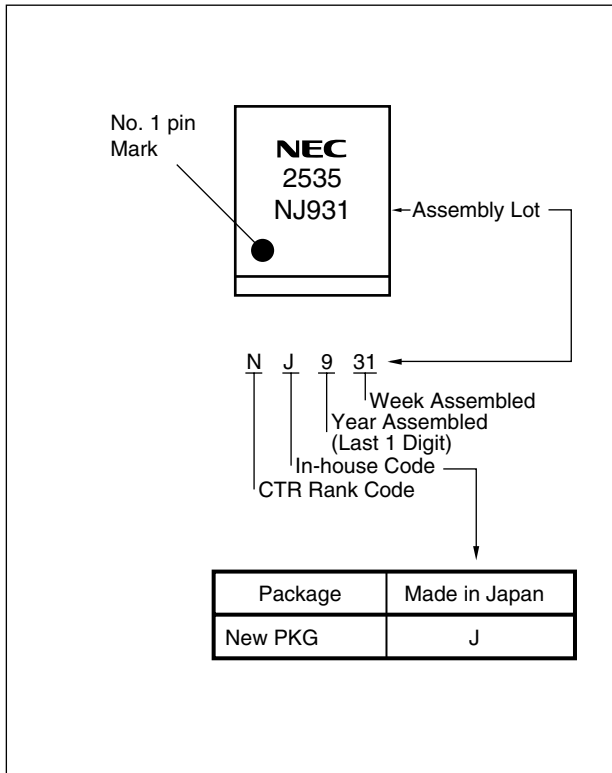 No. 1 pin
Mark
NEC
2535
NJ931
Assembly Lot
N J 9 31
Week Assembled
Year Assembled
(Last 1 Digit)
In-house Code
CTR Rank Code
Package Made in Japan
New PKG J